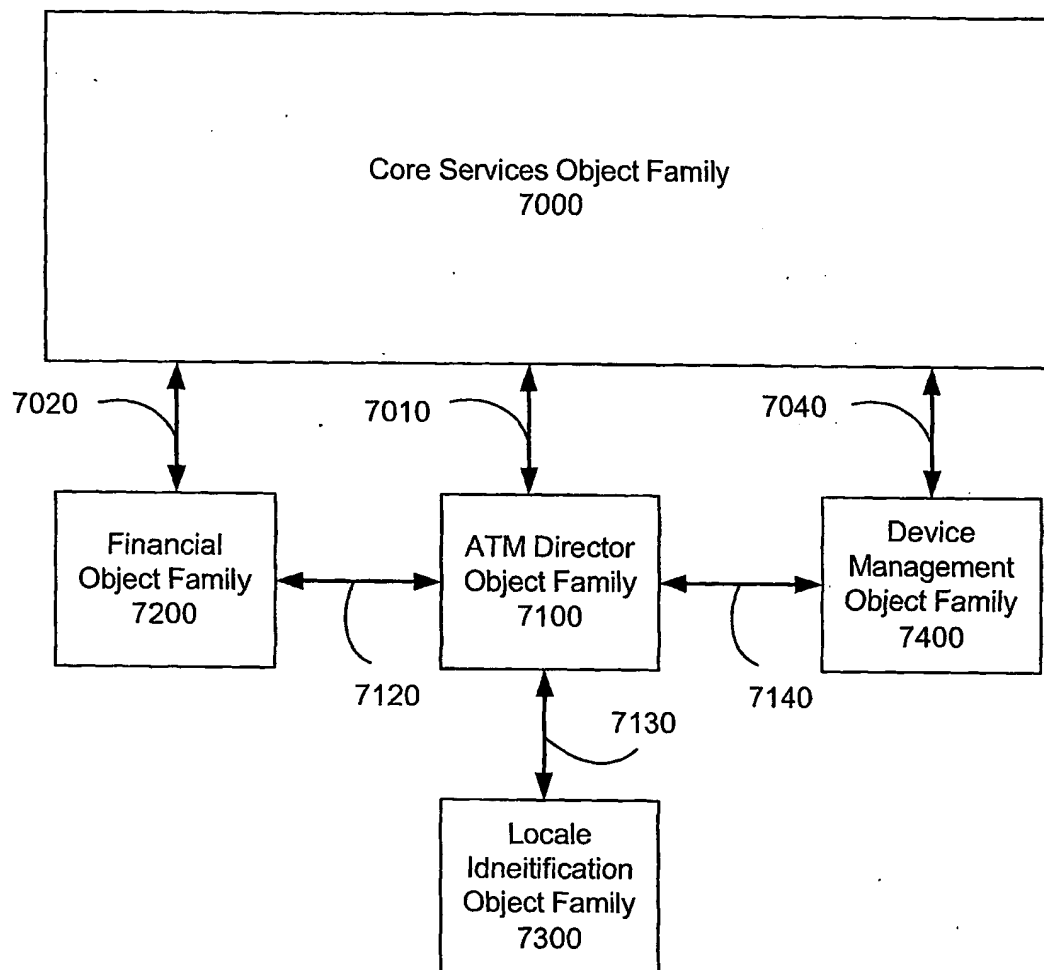 Core Services Object Family
7000
7020
7010
7040
Financial
Object Family
7200
ATM Director
Object Family
7100
Device
Management
Object Family
7400
7120
7140
7130
Locale
Idneitification
Object Family
7300